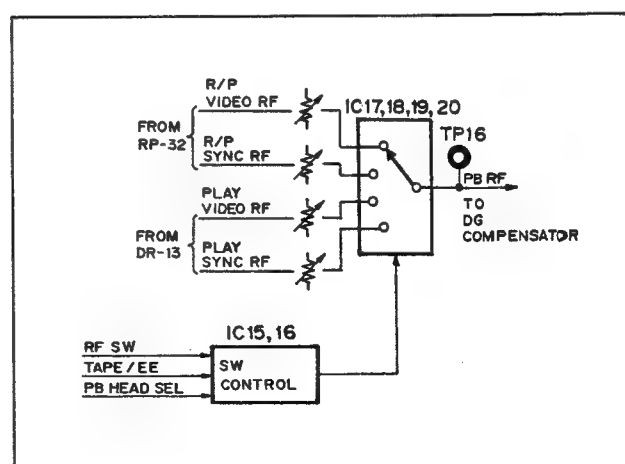 R/P
VIDEO RF
FROM
RP-32
R/P
SYNC RF
PLAY
VIDEO RF
FROM
DR-13
PLAY
SYNC RF
IC17,18,19,20
TP16
PB RF
TO
DG
COMPENSATOR
IC15,16
RF SW
TAPE/EE
PB HEAD SEL
SW
CONTROL